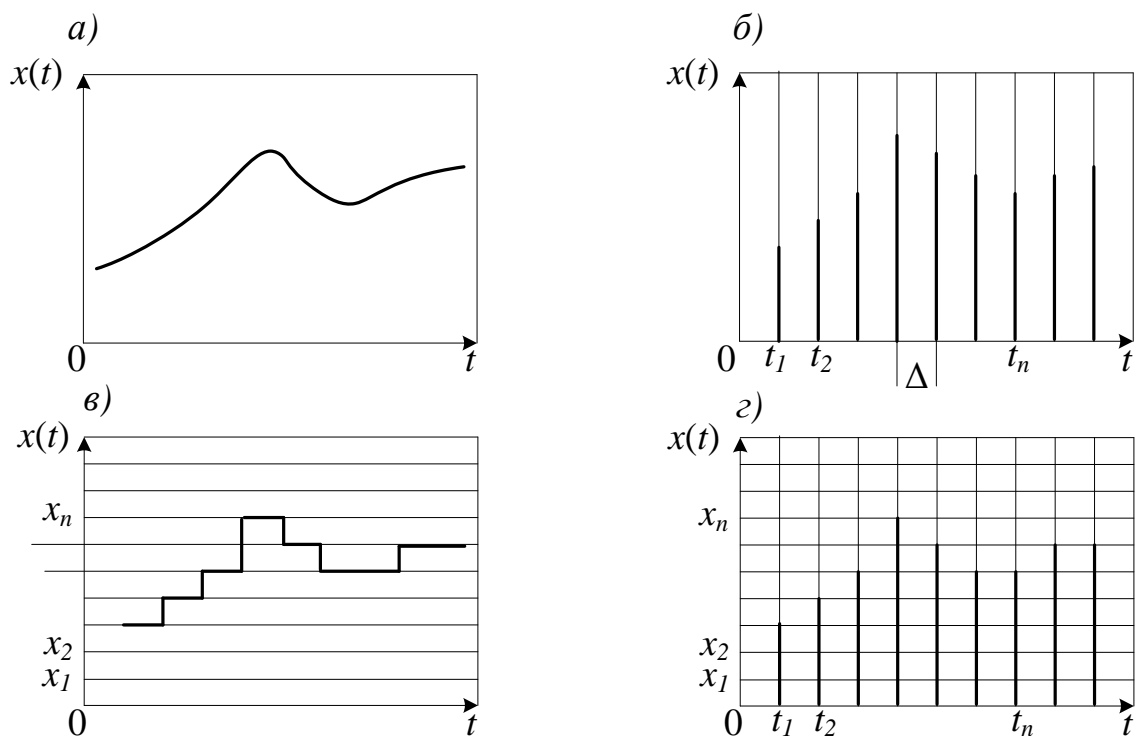 а)
x(t)
0
t
б)
x(t)
0
t1
t2
tn
t
Δ
в)
x(t)
xn
x2
x1
0
t
г)
x(t)
xn
x2
x1
0
t1
t2
tn
t